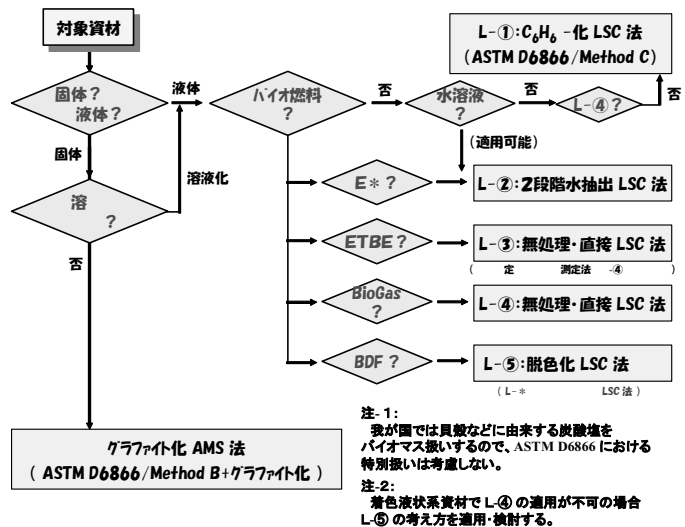 対象資材
L-①：C₆H₆ -化 LSC 法
(ASTM D6866/Method C)
固体？
液体？
液体
バイオ燃料
？
否
水溶液
？
否
L-④？
否
固体
溶液化
(適用可能)
溶
？
E＊？
L-②：2段階水抽出 LSC 法
否
ETBE？
L-③：無処理・直接 LSC 法
( 定 測定法 -④ )
BioGas
？
L-④：無処理・直接 LSC 法
BDF？
L-⑤：脱色化 LSC 法
( L-＊ LSC 法 )
グラファイト化 AMS 法
( ASTM D6866/Method B+グラファイト化 )
注-1：
我が国では貝殻などに由来する炭酸塩を
バイオマス扱いするので、ASTM D6866 における
特別扱いは考慮しない。
注-2：
着色液状系資材で L-④ の適用が不可の場合
L-⑤ の考え方を適用・検討する。